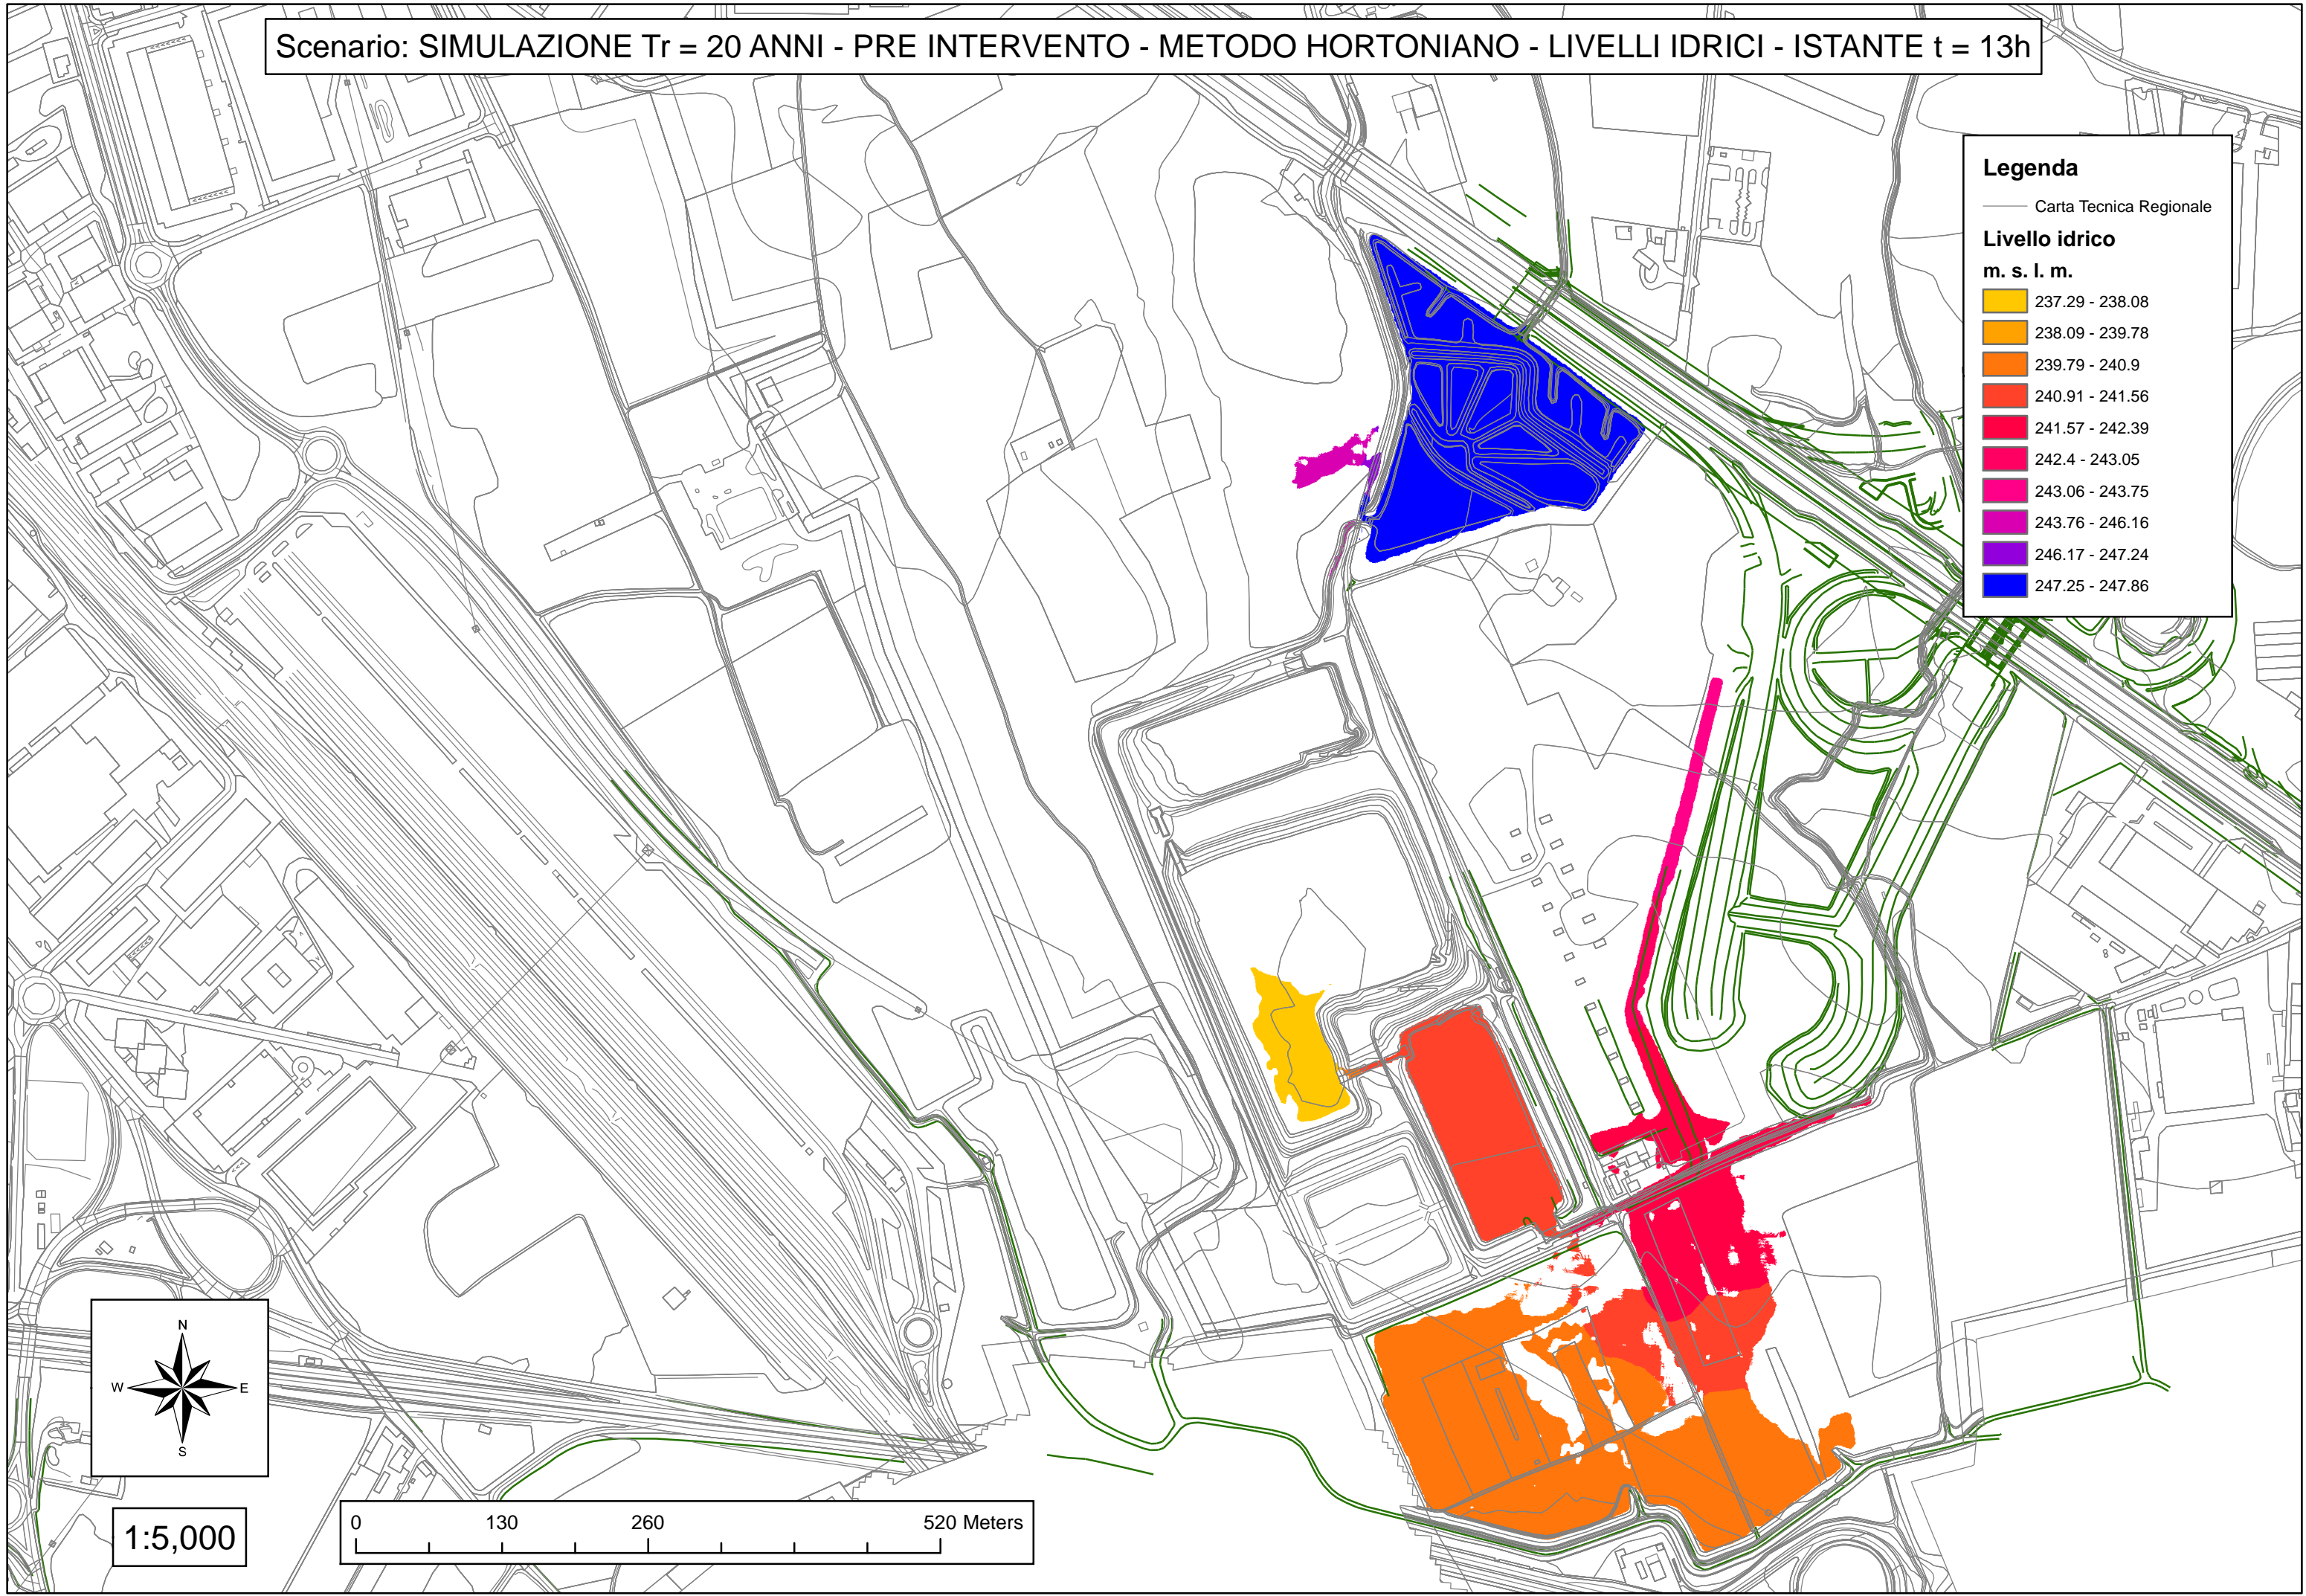 Scenario: SIMULAZIONE Tr = 20 ANNI - PRE INTERVENTO - METODO HORTONIANO - LIVELLI IDRICI - ISTANTE t = 13h
Legenda
Carta Tecnica Regionale
Livello idrico
m. s. l. m.
237.29 - 238.08
238.09 - 239.78
239.79 - 240.9
240.91 - 241.56
241.57 - 242.39
242.4 - 243.05
243.06 - 243.75
243.76 - 246.16
246.17 - 247.24
247.25 - 247.86
N
W E
S
1:5,000
0 130 260 520 Meters